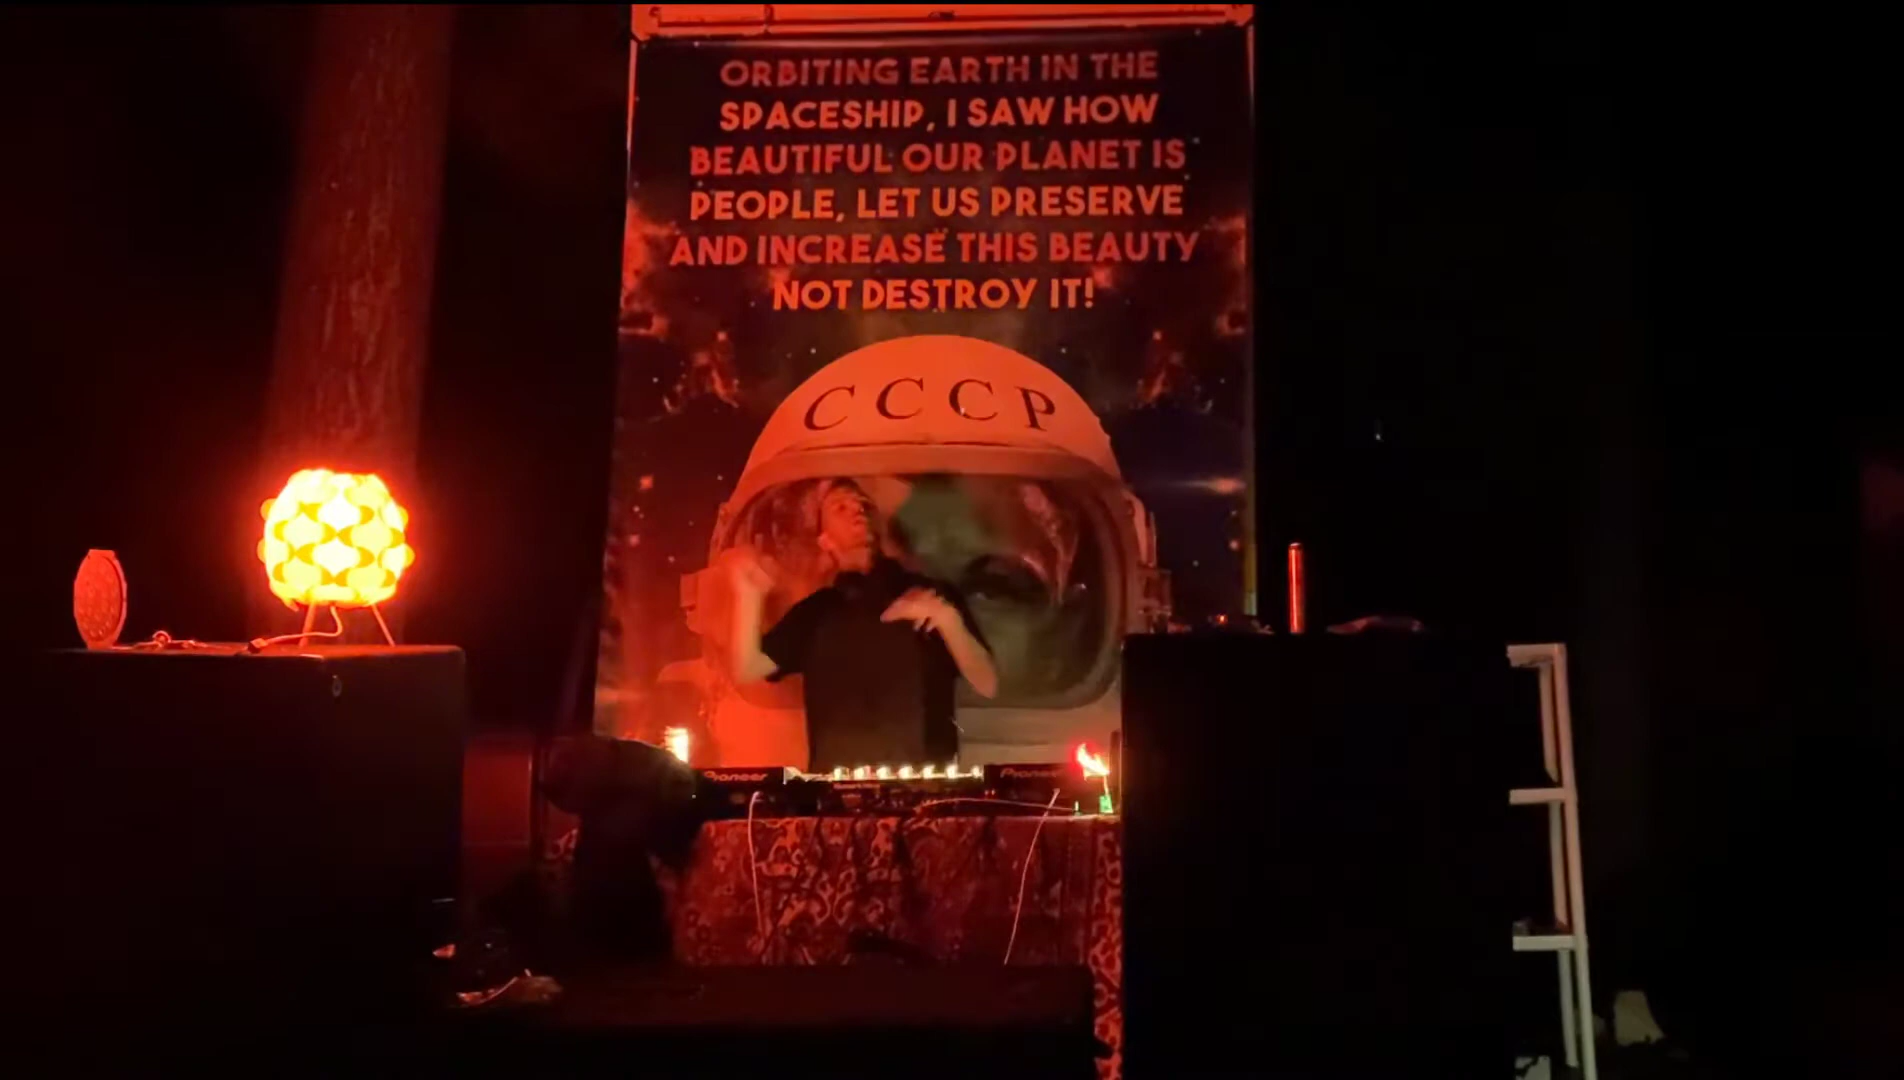 ORBITING EARTH IN THE
SPACESHIP, I SAW HOW
BEAUTIFUL OUR PLANET IS
PEOPLE, LET US PRESERVE
AND INCREASE THIS BEAUTY
NOT DESTROY IT!
СССР
Pioneer
Pioneer